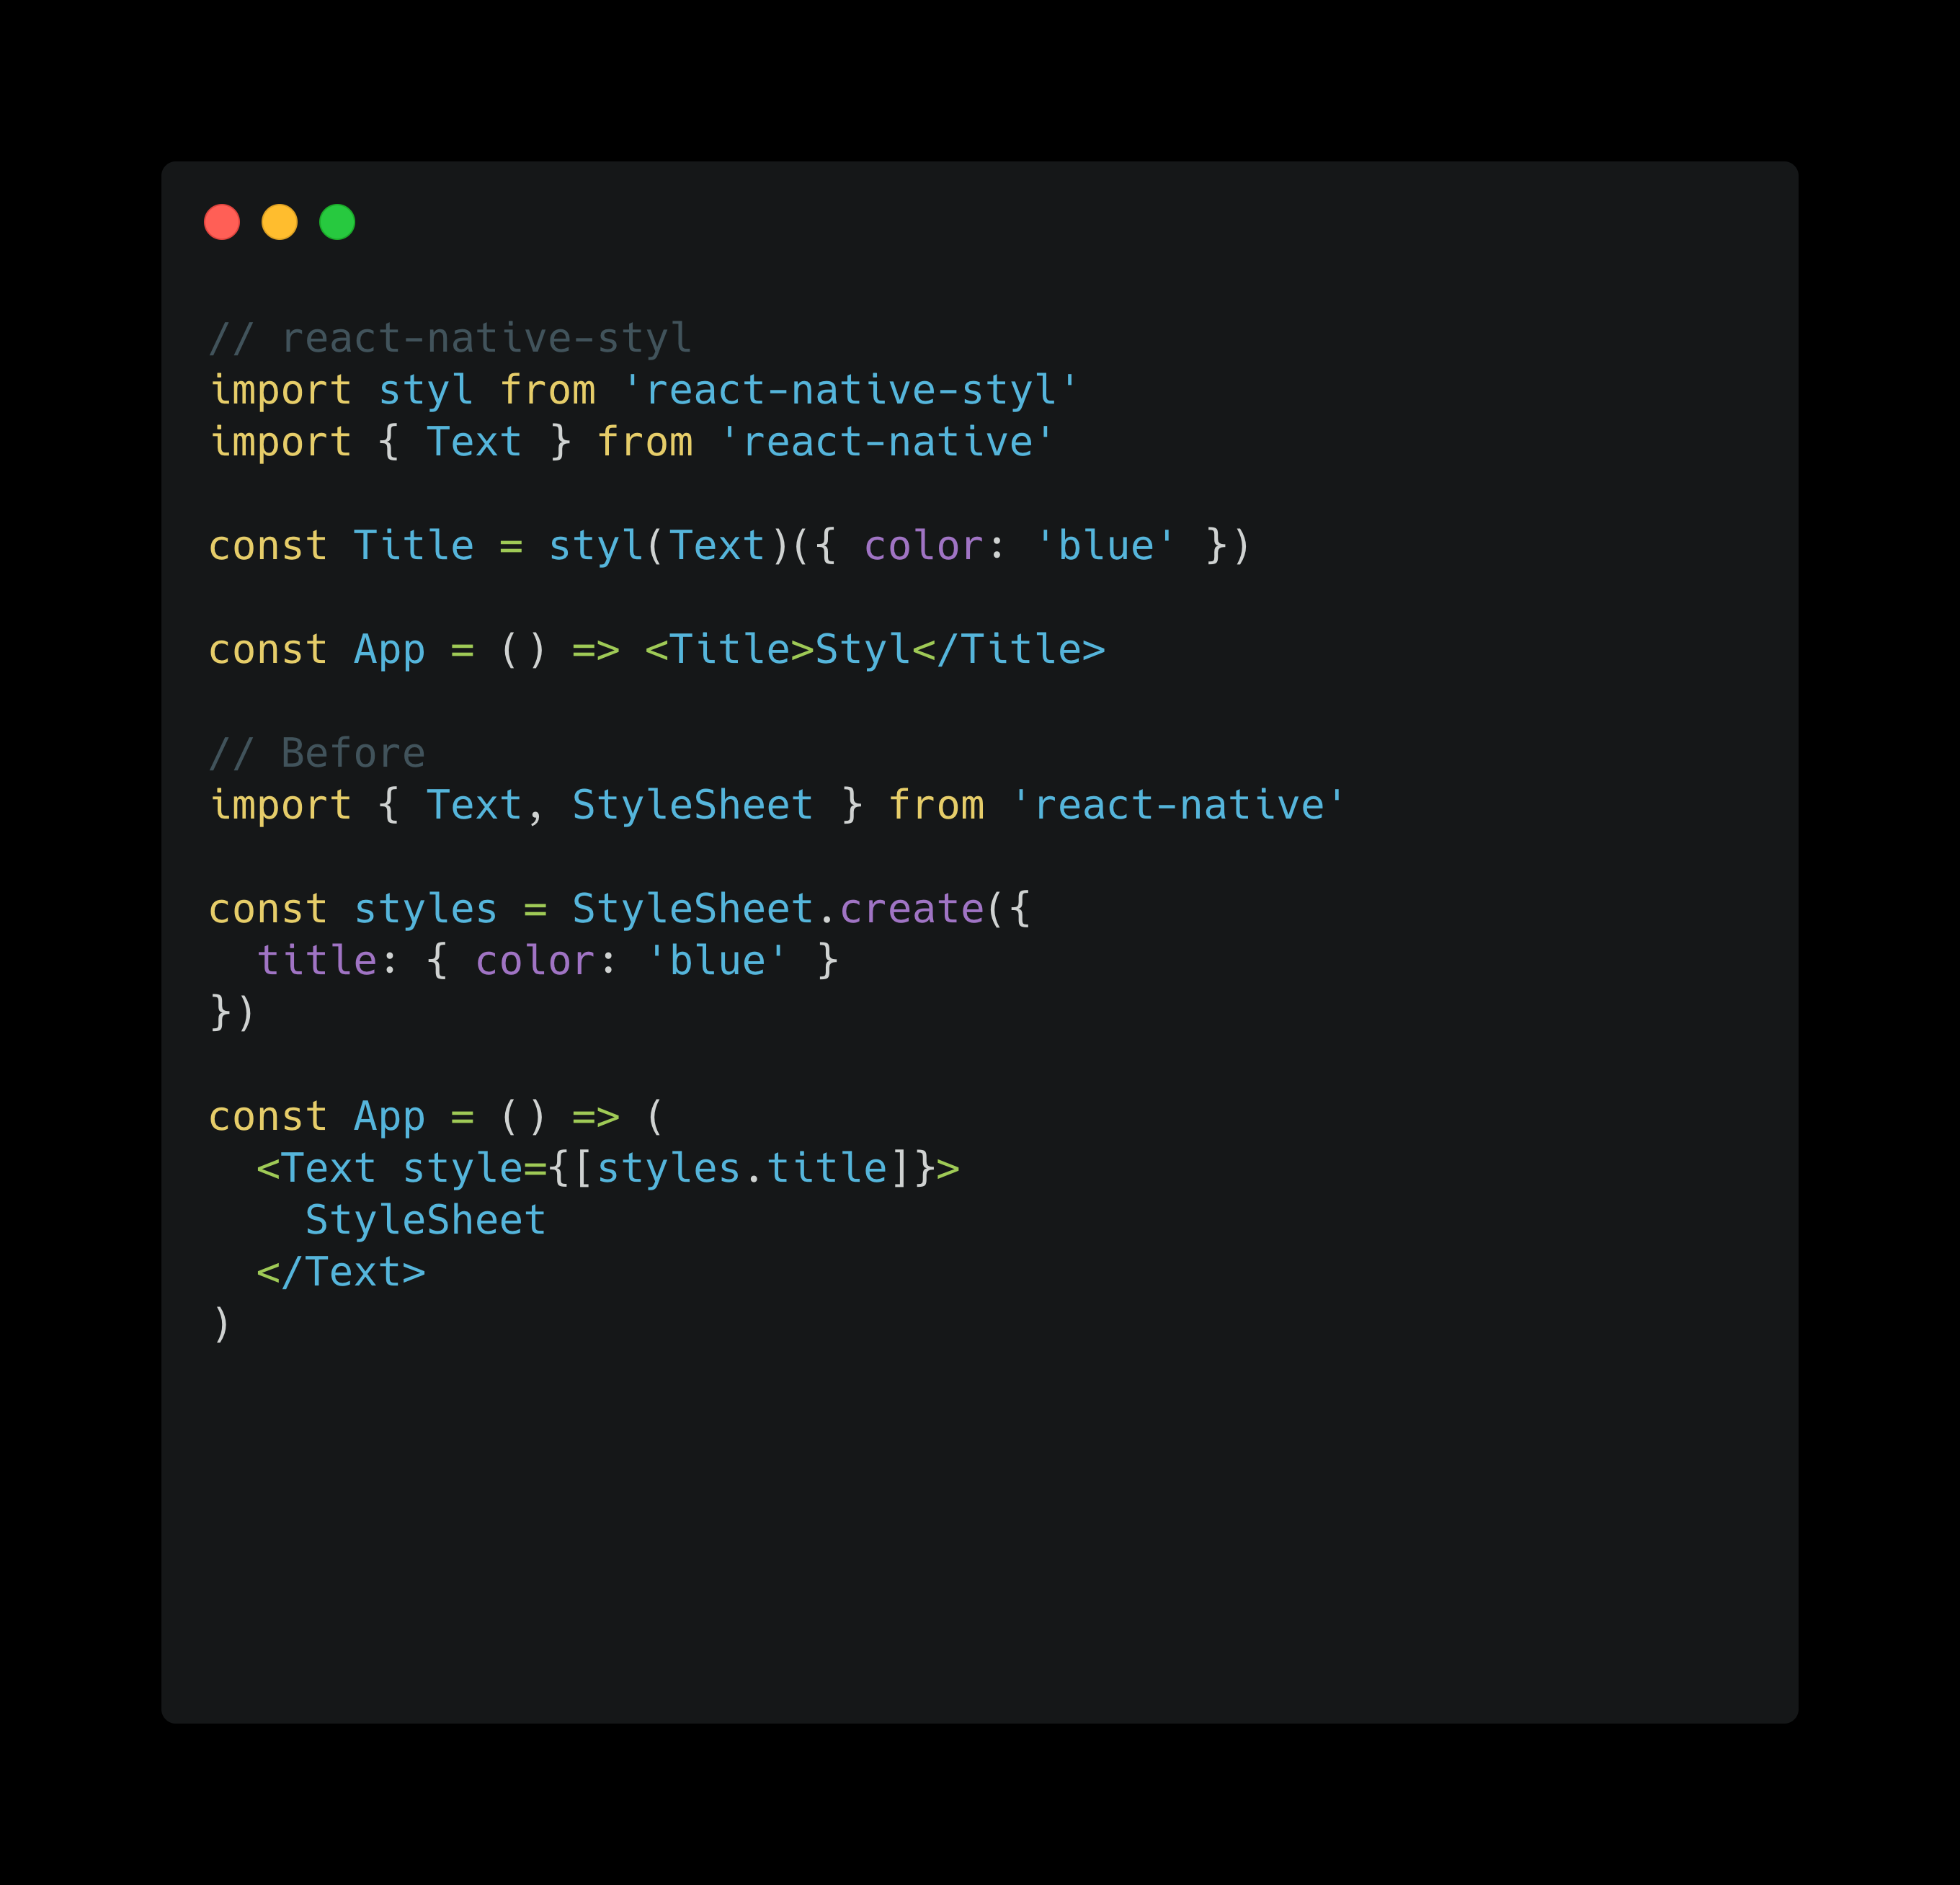 // react-native-styl
import styl from 'react-native-styl'
import { Text } from 'react-native'

const Title = styl(Text)({ color: 'blue' })

const App = () => <Title>Styl</Title>

// Before
import { Text, StyleSheet } from 'react-native'

const styles = StyleSheet.create({
  title: { color: 'blue' }
})

const App = () => (
  <Text style={[styles.title]}>
    StyleSheet
  </Text>
)